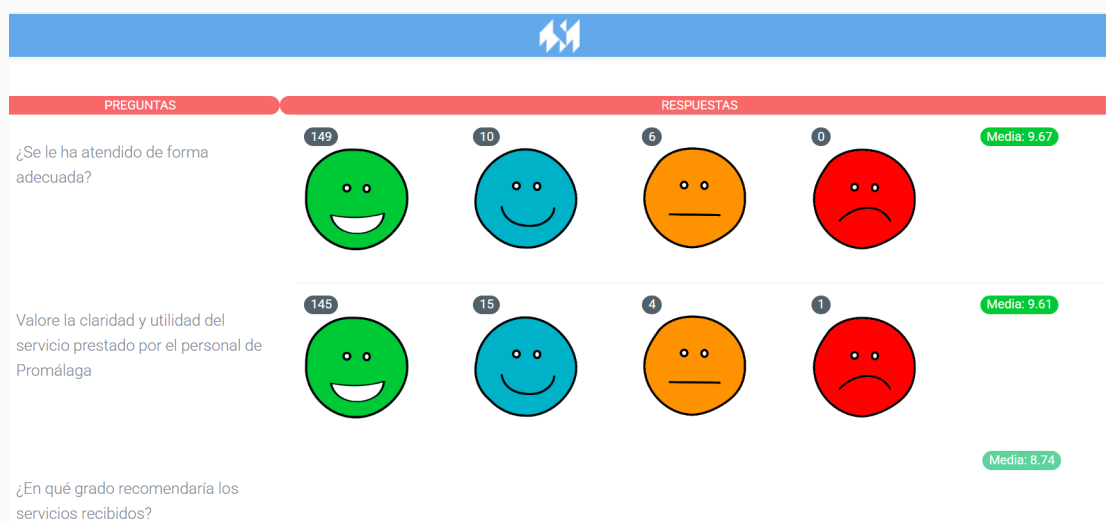 PREGUNTAS
RESPUESTAS
¿Se le ha atendido de forma
adecuada?
149
10
6
0
Media: 9.67
Valore la claridad y utilidad del
servicio prestado por el personal de
Promálaga
145
15
4
1
Media: 9.61
¿En qué grado recomendaría los
servicios recibidos?
Media: 8.74